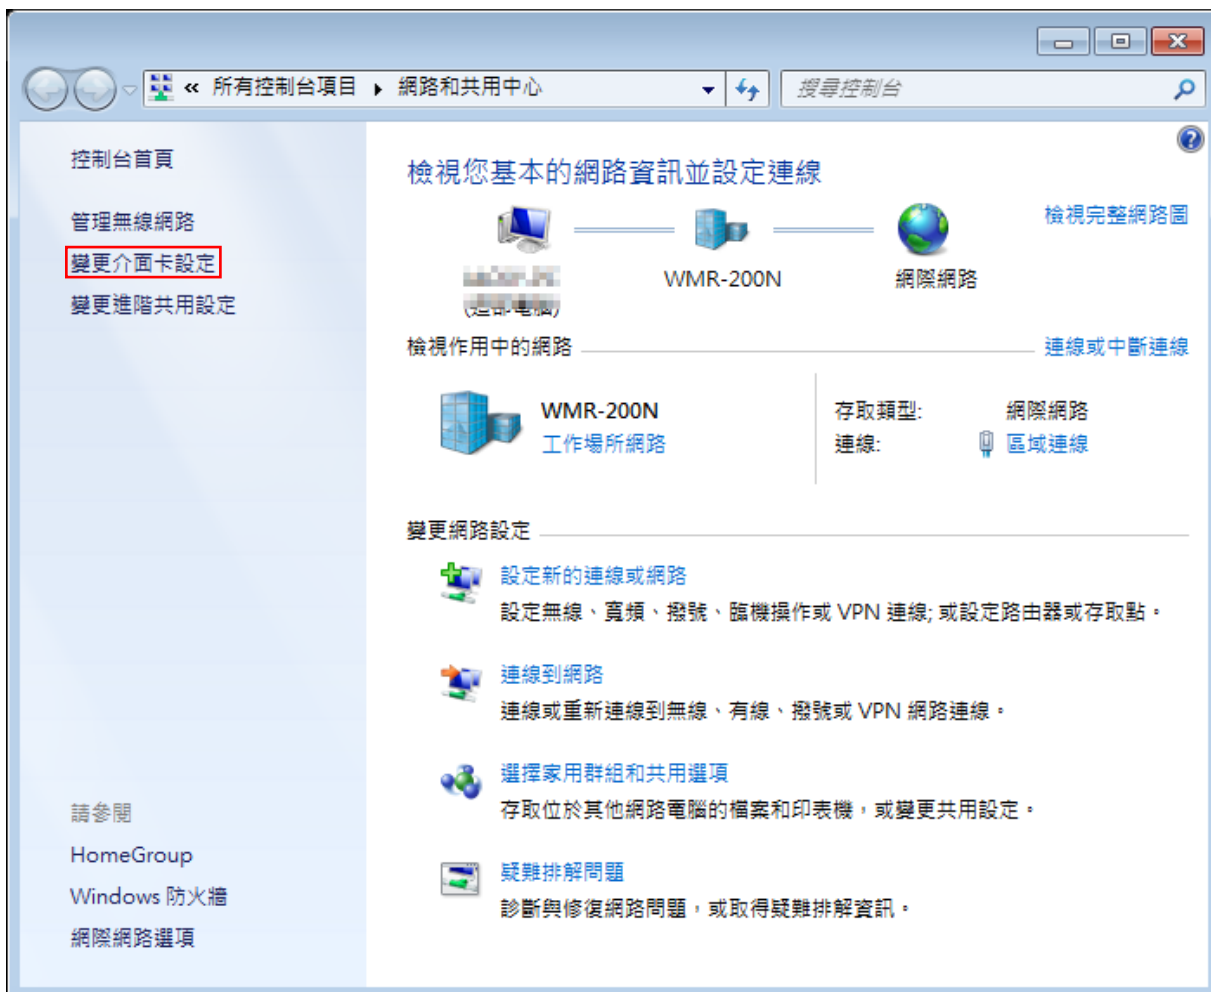 « 所有控制台項目 ▸ 網路和共用中心
搜尋控制台
控制台首頁
管理無線網路
變更介面卡設定
變更進階共用設定
請參閱
HomeGroup
Windows 防火牆
網際網路選項
檢視您基本的網路資訊並設定連線
檢視完整網路圖
WMR-200N
網際網路
(這部電腦)
檢視作用中的網路
連線或中斷連線
WMR-200N
工作場所網路
存取類型: 網際網路
連線: 區域連線
變更網路設定
設定新的連線或網路
設定無線、寬頻、撥號、臨機操作或 VPN 連線; 或設定路由器或存取點。
連線到網路
連線或重新連線到無線、有線、撥號或 VPN 網路連線。
選擇家用群組和共用選項
存取位於其他網路電腦的檔案和印表機，或變更共用設定。
疑難排解問題
診斷與修復網路問題，或取得疑難排解資訊。